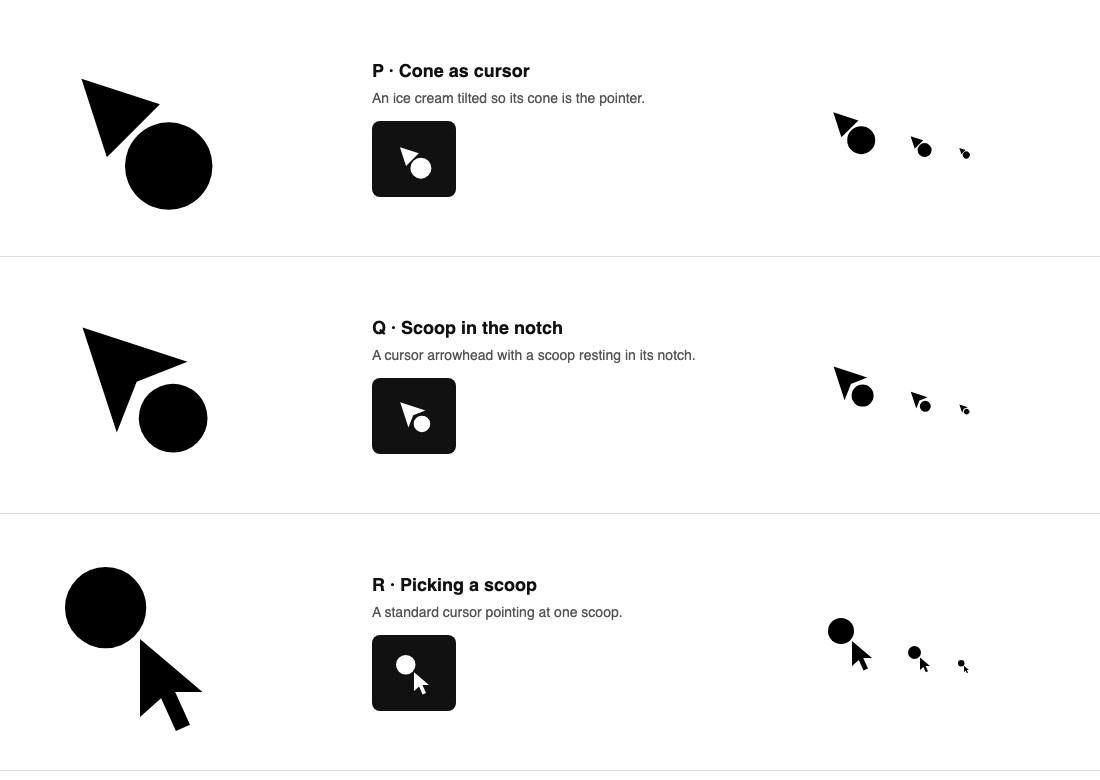 P · Cone as cursor
An ice cream tilted so its cone is the pointer.
Q · Scoop in the notch
A cursor arrowhead with a scoop resting in its notch.
R · Picking a scoop
A standard cursor pointing at one scoop.